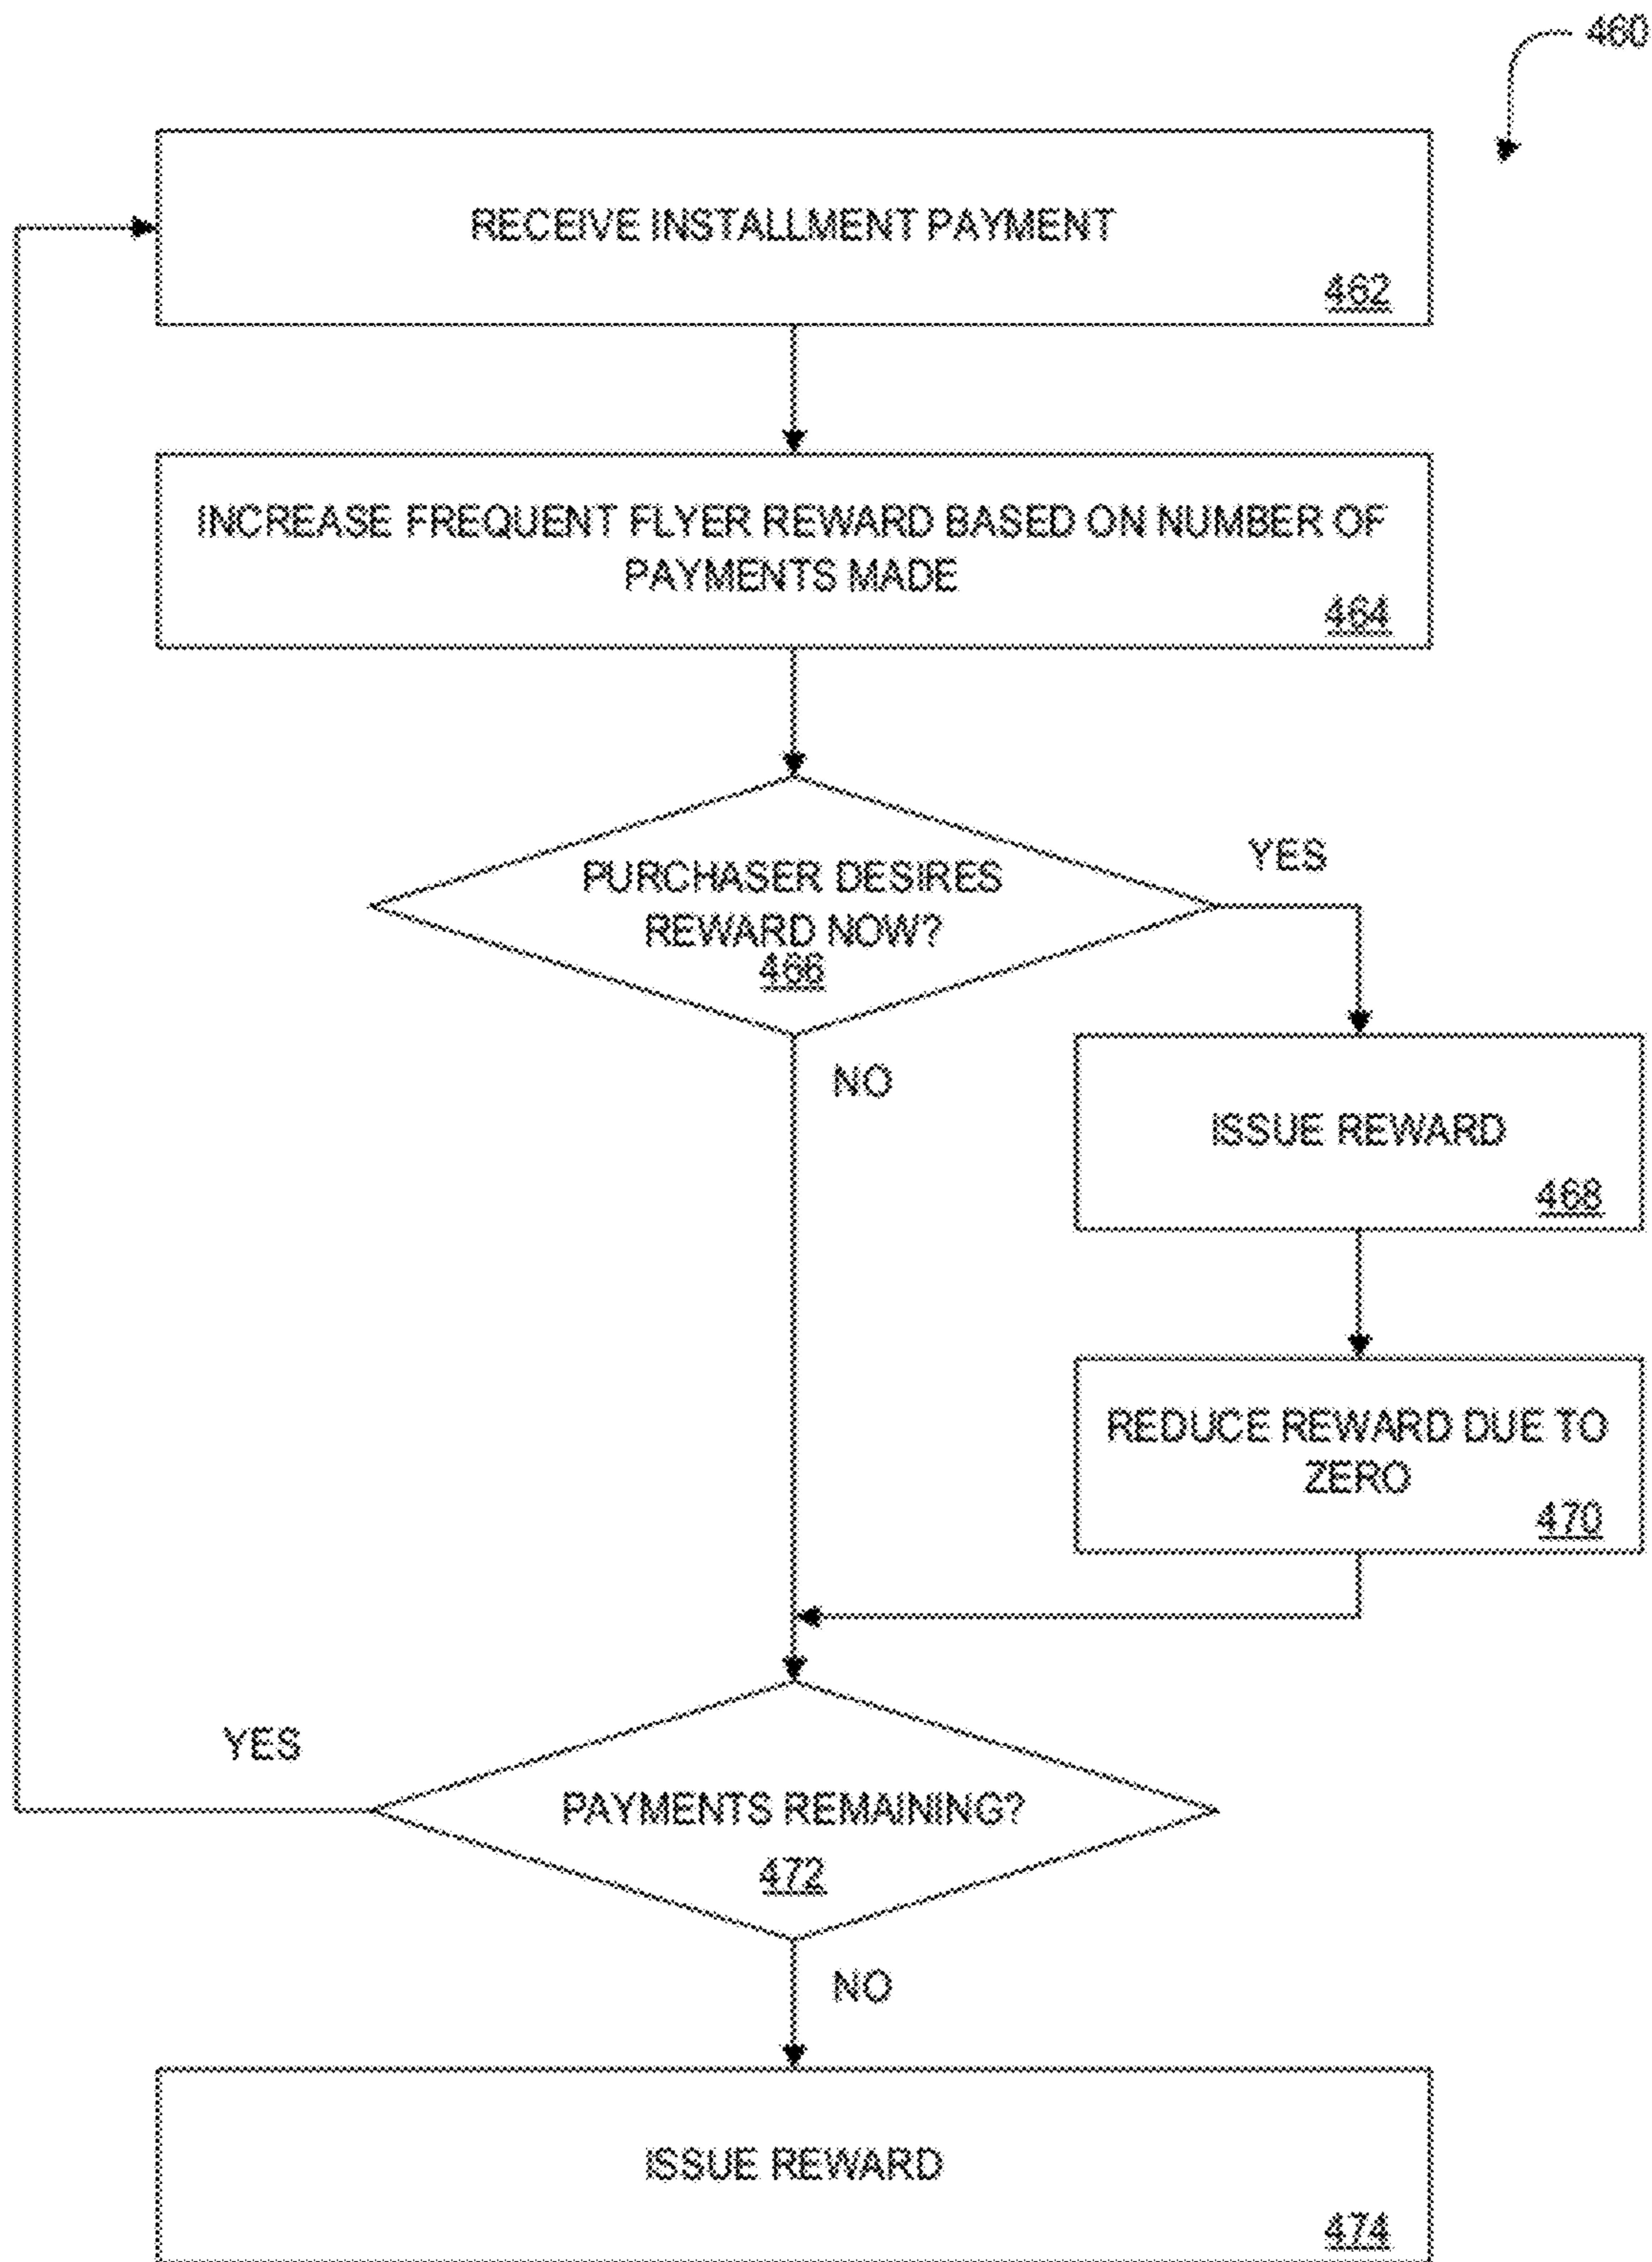 460
RECEIVE INSTALLMENT PAYMENT
462
INCREASE FREQUENT FLYER REWARD BASED ON NUMBER OF
PAYMENTS MADE
464
PURCHASER DESIRES
REWARD NOW?
466
YES
NO
ISSUE REWARD
468
REDUCE REWARD DUE TO
ZERO
470
YES
PAYMENTS REMAINING?
472
NO
ISSUE REWARD
474